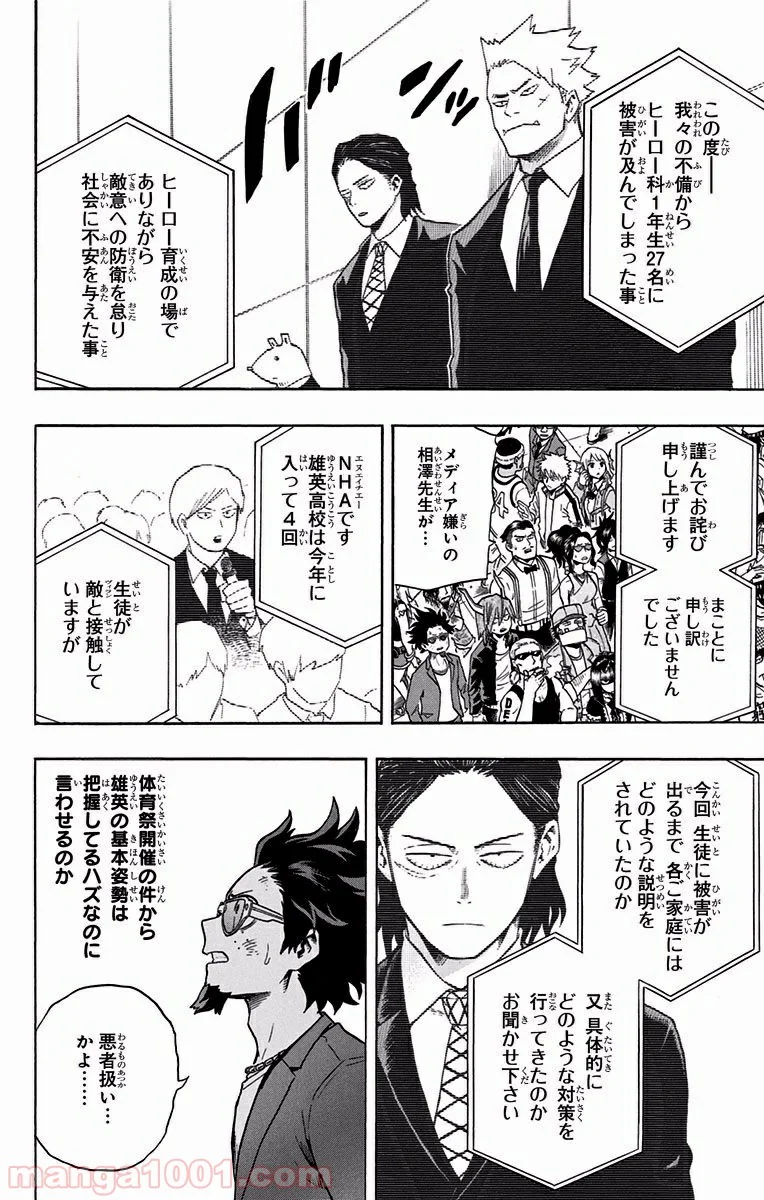 この度──
我々の不備から
ヒーロー科1年生27名に
被害が及んでしまった事
ヒーロー育成の場で
ありながら
敵意への防衛を怠り
社会に不安を与えた事
謹んでお詫び
申し上げます
まことに
申し訳
ございません
でした
メディア嫌いの
相澤先生が…
NHAです
雄英高校は今年に
入って4回
生徒が
敵と接触して
いますが
今回 生徒に被害が
出るまで 各ご家庭には
どのような説明を
されていたのか
又 具体的に
どのような対策を
行ってきたのか
お聞かせ下さい
体育祭開催の件から
雄英の基本姿勢は
把握してるハズなのに
言わせるのか
悪者扱い…
かよ………
manga1001.com